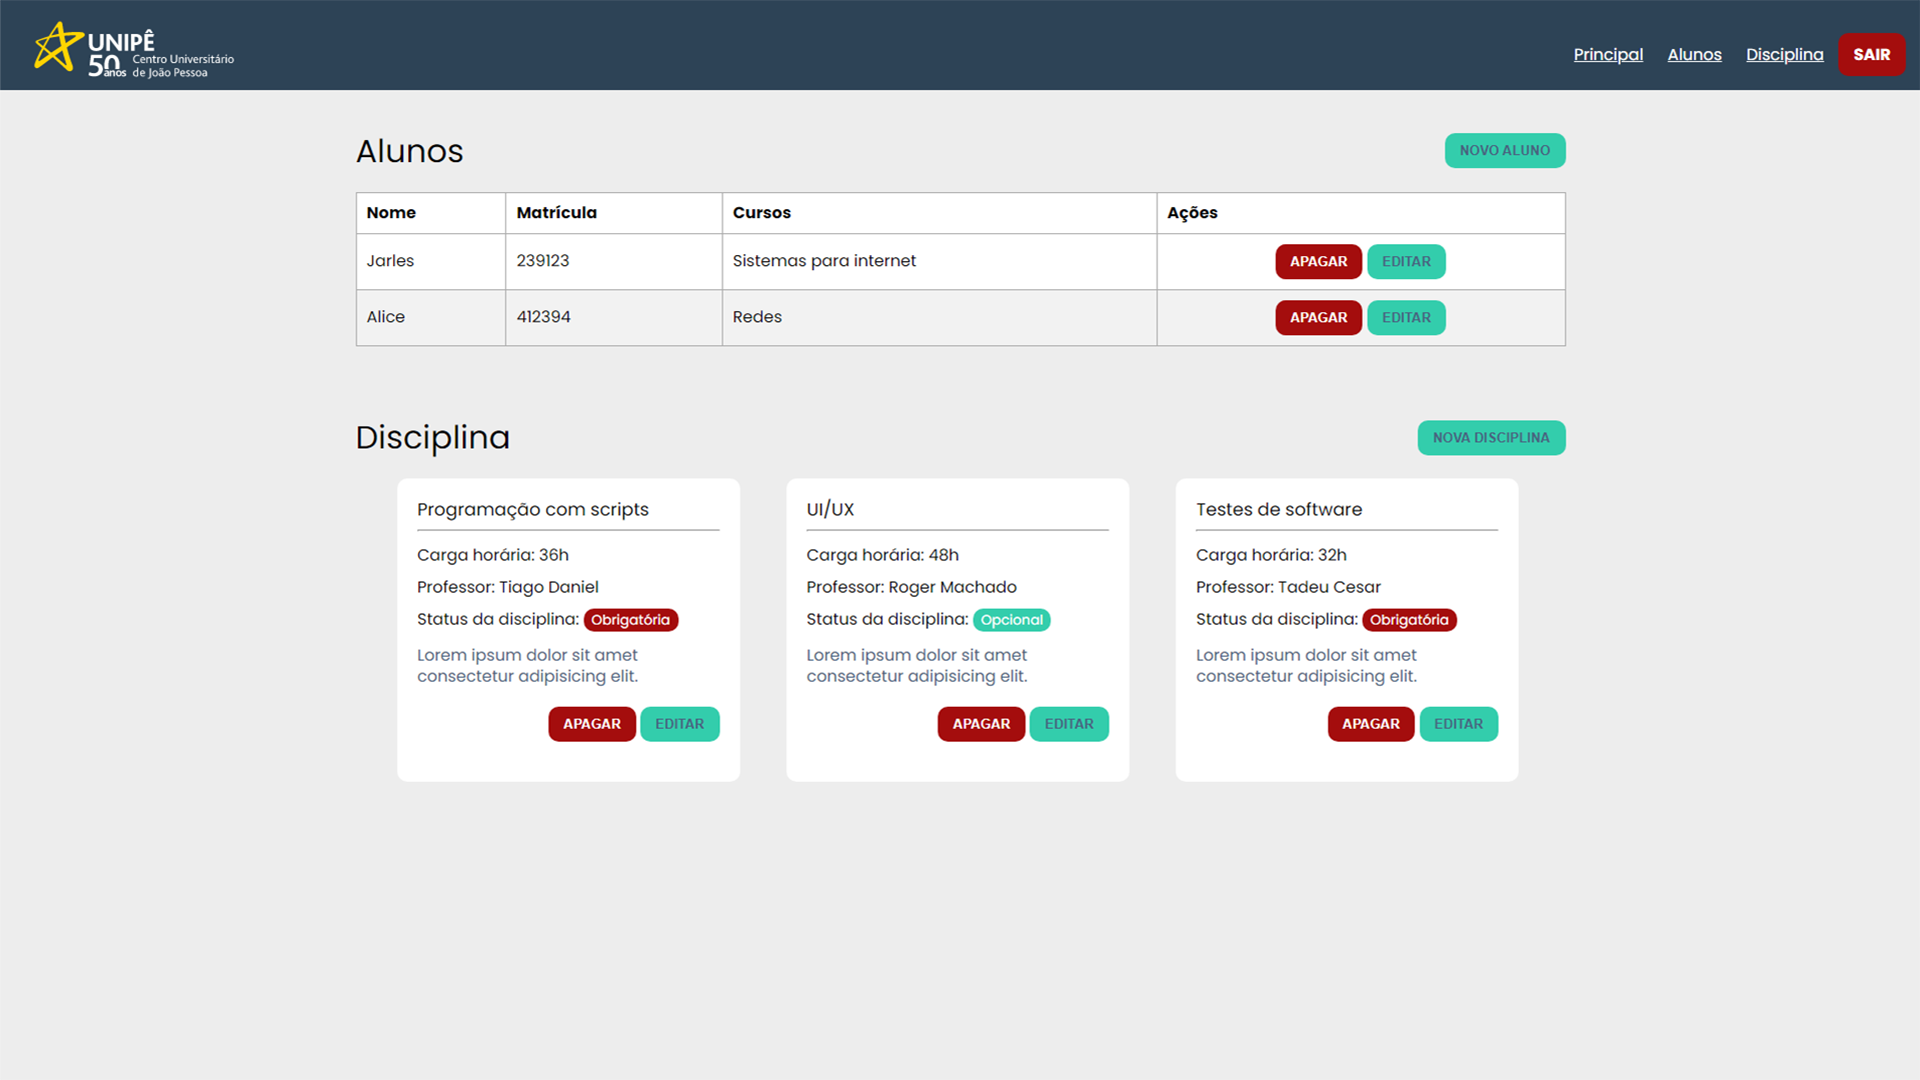 UNIPÊ
50 anos Centro Universitário
de João Pessoa
Principal Alunos Disciplina SAIR
Alunos NOVO ALUNO
Nome Matrícula Cursos Ações
Jarles 239123 Sistemas para internet APAGAR EDITAR
Alice 412394 Redes APAGAR EDITAR
Disciplina NOVA DISCIPLINA
Programação com scripts
Carga horária: 36h
Professor: Tiago Daniel
Status da disciplina: Obrigatória
Lorem ipsum dolor sit amet
consectetur adipisicing elit.
APAGAR EDITAR
UI/UX
Carga horária: 48h
Professor: Roger Machado
Status da disciplina: Opcional
Lorem ipsum dolor sit amet
consectetur adipisicing elit.
APAGAR EDITAR
Testes de software
Carga horária: 32h
Professor: Tadeu Cesar
Status da disciplina: Obrigatória
Lorem ipsum dolor sit amet
consectetur adipisicing elit.
APAGAR EDITAR